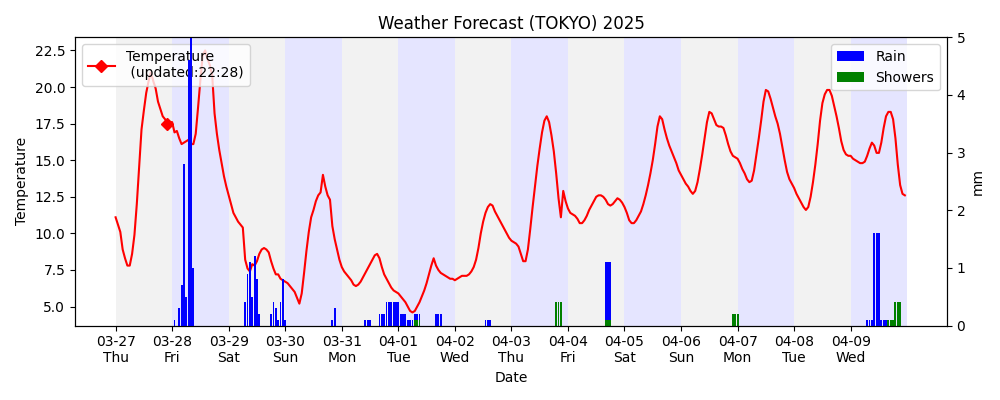 Weather Forecast (TOKYO) 2025
Temperature
(updated:22:28)
Rain
Showers
Temperature
22.5
20.0
17.5
15.0
12.5
10.0
7.5
5.0
5
4
3
2
1
0
mm
03-27 03-28 03-29 03-30 03-31 04-01 04-02 04-03 04-04 04-05 04-06 04-07 04-08 04-09
Thu Fri Sat Sun Mon Tue Wed Thu Fri Sat Sun Mon Tue Wed
Date